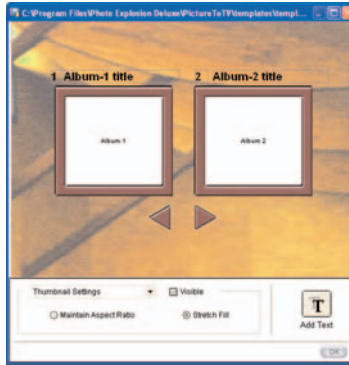 C:\Program Files\Photo Explosion Deluxe\PictureToTV\templates\templ...
1 Album-1 title
2 Album-2 title
Album 1
Album 2
Thumbnail Settings
Visible
Maintain Aspect Ratio
Stretch Fill
T
Add Text
OK